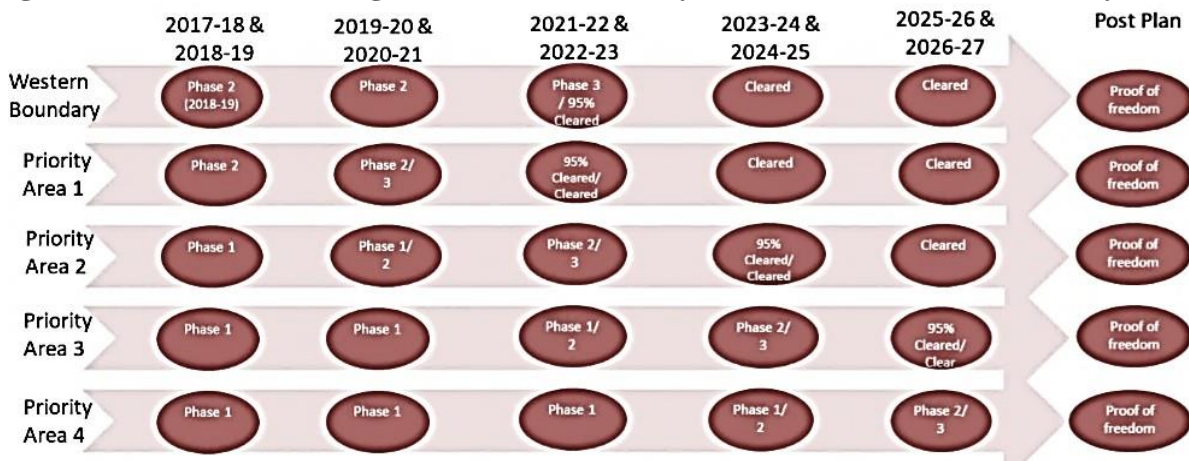 2017-18 & 2019-20 & 2021-22 & 2023-24 & 2025-26 & Post Plan
2018-19 2020-21 2022-23 2024-25 2026-27
Western Boundary
Phase 2 (2018-19)
Phase 2
Phase 3 / 95% Cleared
Cleared
Cleared
Proof of freedom
Priority Area 1
Phase 2
Phase 2/ 3
95% Cleared/ Cleared
Cleared
Cleared
Proof of freedom
Priority Area 2
Phase 1
Phase 1/ 2
Phase 2/ 3
95% Cleared/ Cleared
Cleared
Proof of freedom
Priority Area 3
Phase 1
Phase 1
Phase 1/ 2
Phase 2/ 3
95% Cleared/ Clear
Proof of freedom
Priority Area 4
Phase 1
Phase 1
Phase 1
Phase 1/ 2
Phase 2/ 3
Proof of freedom